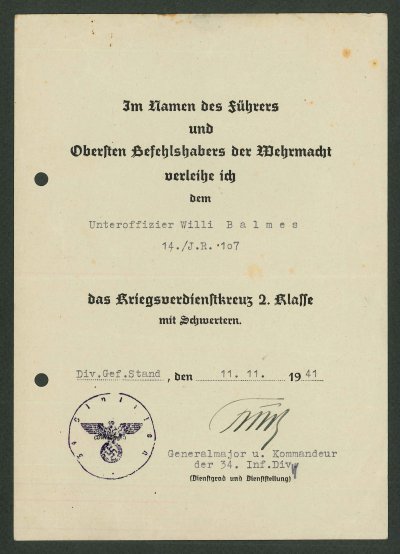 Im Namen des Führers
und
Obersten Befehlshabers der Wehrmacht
verleihe ich
dem
Unteroffizier Willi B a l m e s
14./J.R. 107
das Kriegsverdienstkreuz 2. Klasse
mit Schwertern.
Div.Gef.Stand, den 11. 11. 1941
Generalmajor u. Kommandeur
der 34. Inf.Div.
(Dienstgrad und Dienststellung)